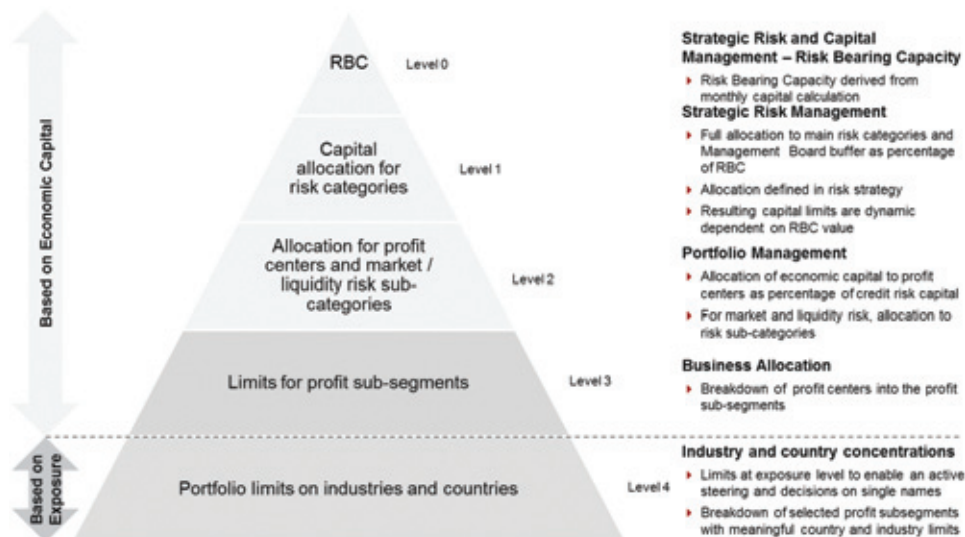 Based on Economic Capital
Based on
Exposure
RBC
Level 0
Capital
allocation for
risk categories
Level 1
Allocation for profit
centers and market /
liquidity risk sub-
categories
Level 2
Limits for profit sub-segments
Level 3
Portfolio limits on industries and countries
Level 4
Strategic Risk and Capital
Management – Risk Bearing Capacity
Risk Bearing Capacity derived from
monthly capital calculation
Strategic Risk Management
Full allocation to main risk categories and
Management Board buffer as percentage
of RBC
Allocation defined in risk strategy
Resulting capital limits are dynamic
dependent on RBC value
Portfolio Management
Allocation of economic capital to profit
centers as percentage of credit risk capital
For market and liquidity risk, allocation to
risk sub-categories
Business Allocation
Breakdown of profit centers into the profit
sub-segments
Industry and country concentrations
Limits at exposure level to enable an active
steering and decisions on single names
Breakdown of selected profit subsegments
with meaningful country and industry limits